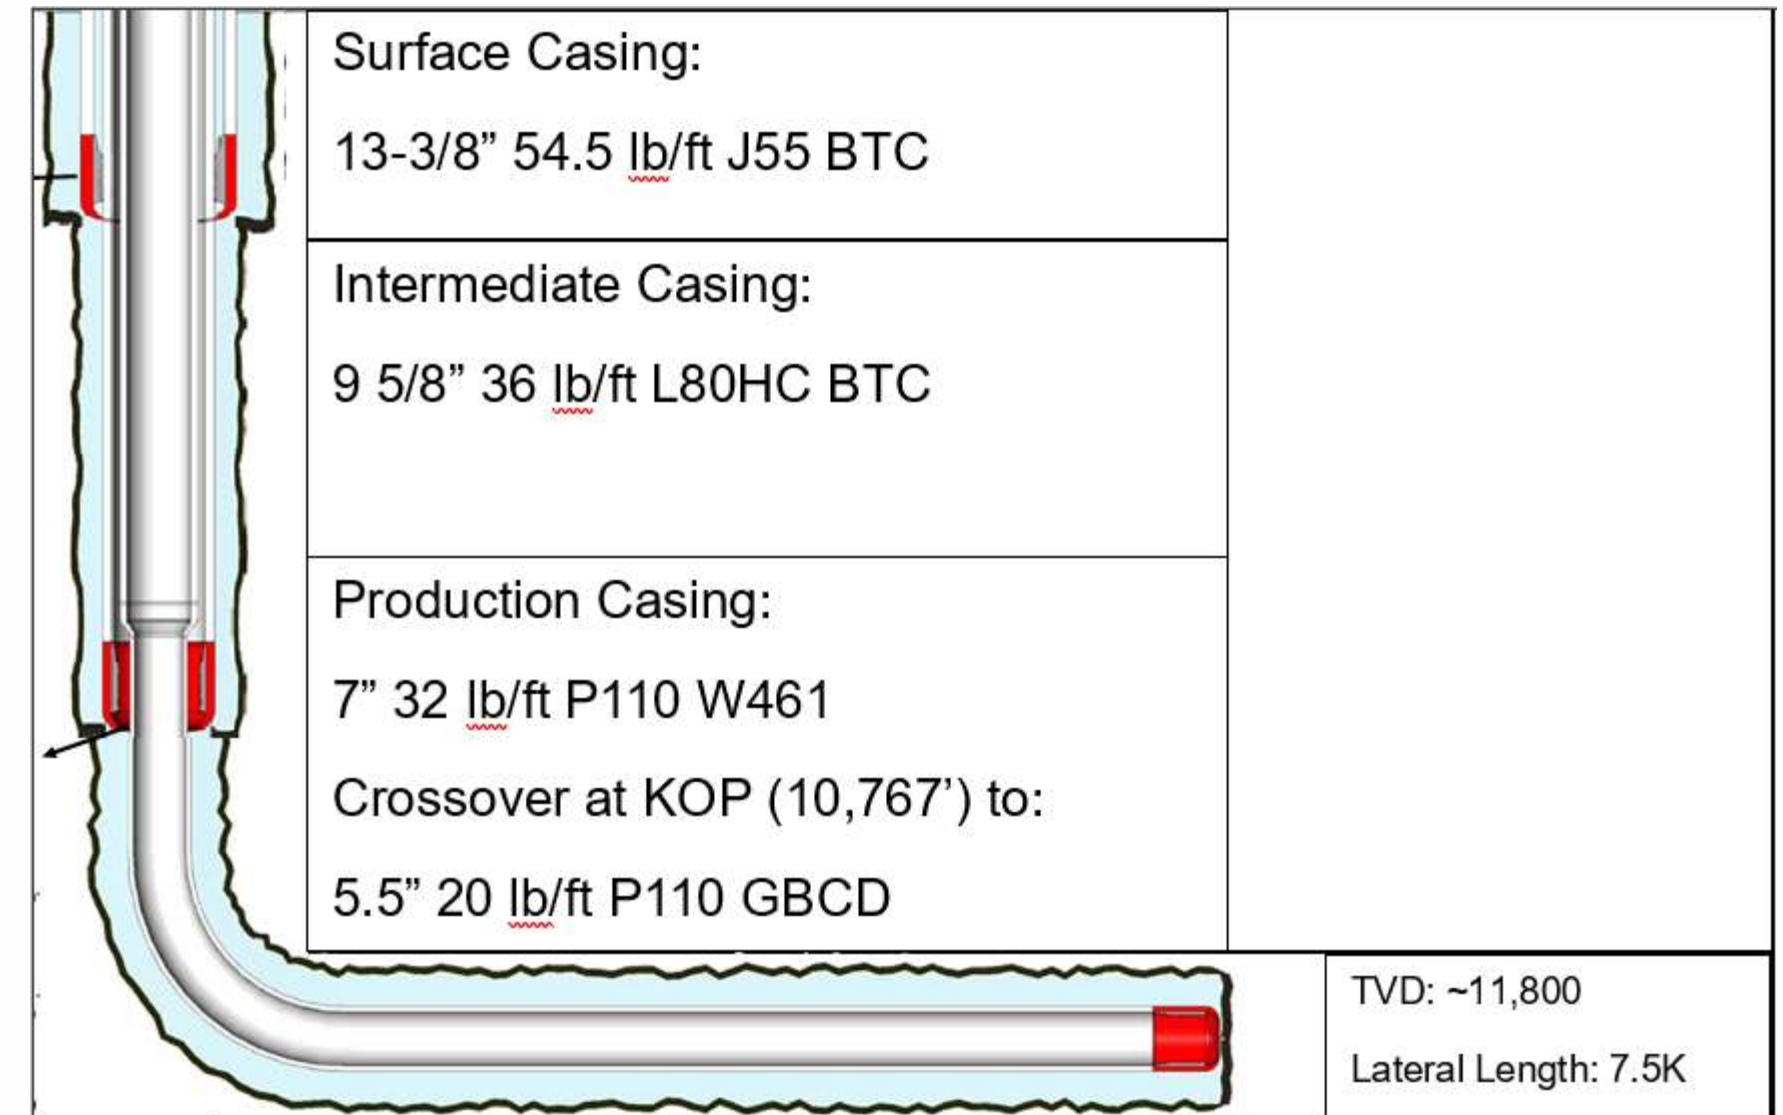 Surface Casing:
13-3/8” 54.5 lb/ft J55 BTC
Intermediate Casing:
9 5/8” 36 lb/ft L80HC BTC
Production Casing:
7” 32 lb/ft P110 W461
Crossover at KOP (10,767’) to:
5.5” 20 lb/ft P110 GBCD
TVD: ~11,800
Lateral Length: 7.5K